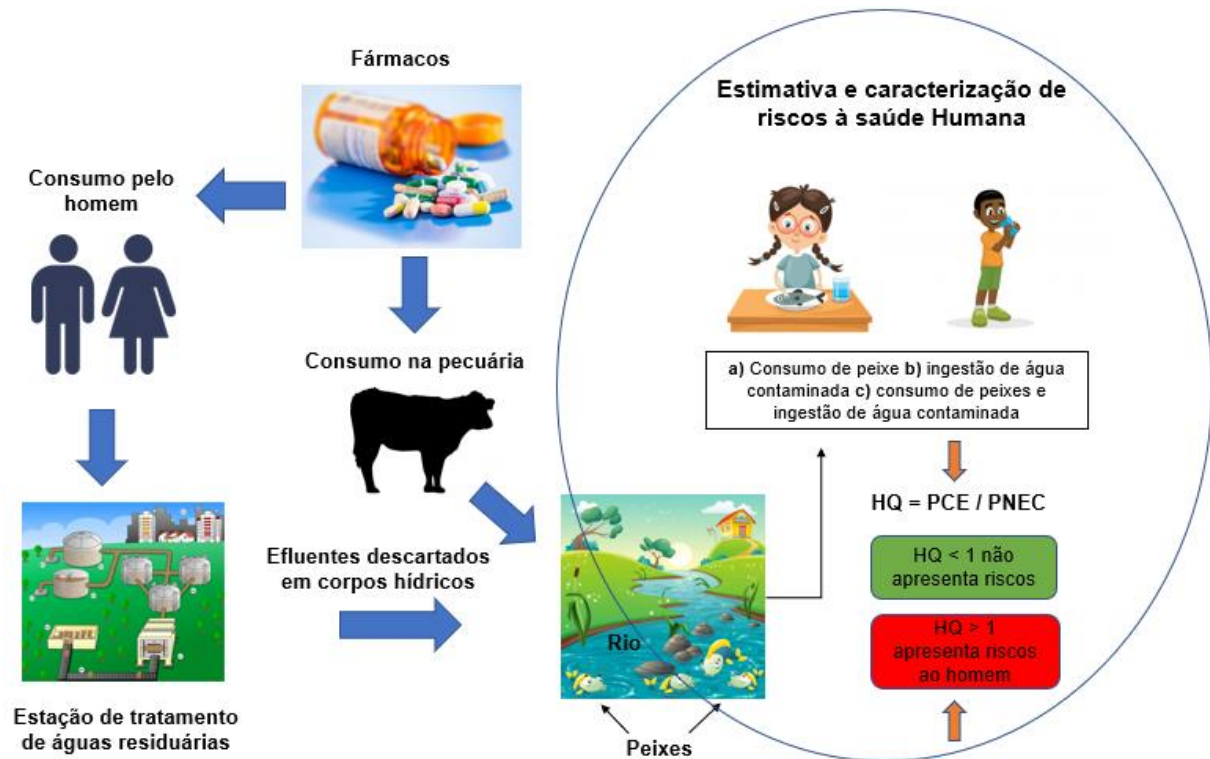 Fármacos
Consumo pelo
homem
Consumo na pecuária
Efluentes descartados
em corpos hídricos
Estação de tratamento
de águas residuárias
Rio
Peixes
Estimativa e caracterização de
riscos à saúde Humana
a) Consumo de peixe b) ingestão de água
contaminada c) consumo de peixes e
ingestão de água contaminada
HQ = PCE / PNEC
HQ < 1 não
apresenta riscos
HQ > 1
apresenta riscos
ao homem